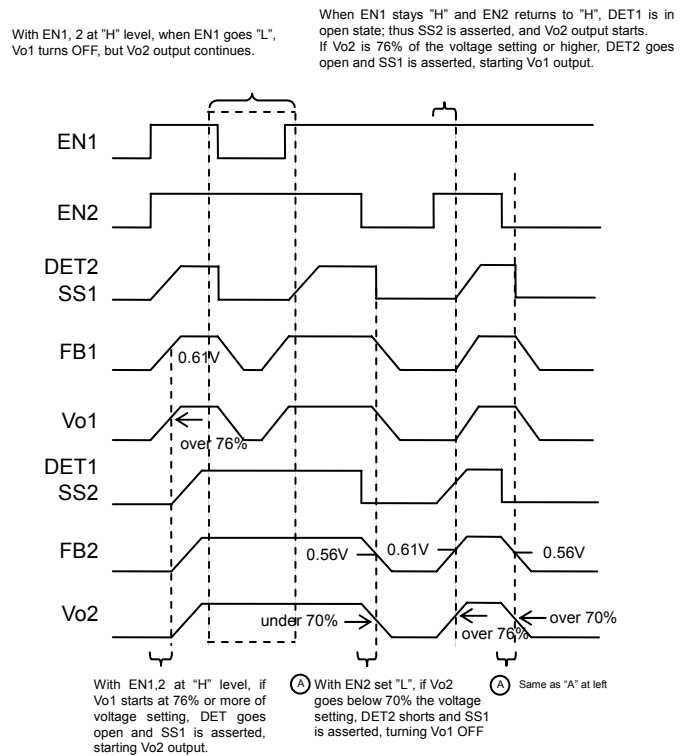 With EN1, 2 at "H" level, when EN1 goes "L",
Vo1 turns OFF, but Vo2 output continues.
When EN1 stays "H" and EN2 returns to "H", DET1 is in
open state; thus SS2 is asserted, and Vo2 output starts.
If Vo2 is 76% of the voltage setting or higher, DET2 goes
open and SS1 is asserted, starting Vo1 output.
EN1
EN2
DET2
SS1
FB1
0.61V
Vo1
over 76%
DET1
SS2
FB2
0.56V
0.61V
0.56V
Vo2
under 70%
over 76%
over 70%
With EN1,2 at "H" level, if
Vo1 starts at 76% or more of
voltage setting, DET goes
open and SS1 is asserted,
starting Vo2 output.
A With EN2 set "L", if Vo2
goes below 70% the voltage
setting, DET2 shorts and SS1
is asserted, turning Vo1 OFF
A Same as "A" at left